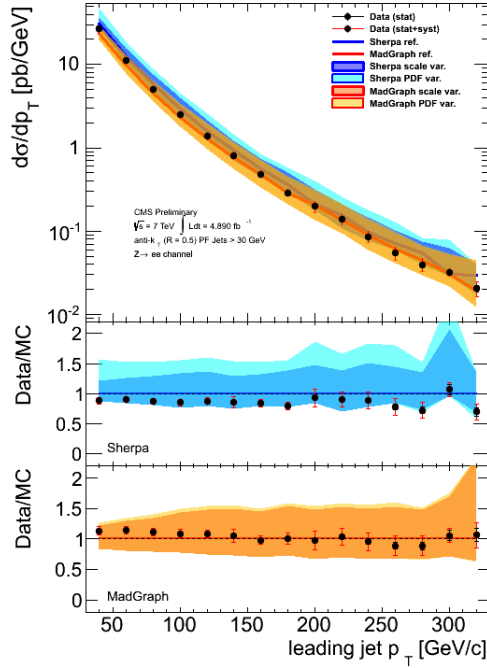 Data (stat)
Data (stat+syst)
Sherpa ref.
MadGraph ref.
Sherpa scale var.
Sherpa PDF var.
MadGraph scale var.
MadGraph PDF var.
dσ/dp_T [pb/GeV]
10
1
10⁻¹
10⁻²
CMS Preliminary
√s = 7 TeV ∫ Ldt = 4.890 fb⁻¹
anti-k_T (R = 0.5) PF Jets > 30 GeV
Z→ ee channel
Data/MC
2
1.5
1
0.5
0
Sherpa
Data/MC
2
1.5
1
0.5
0
MadGraph
50 100 150 200 250 300
leading jet p_T [GeV/c]